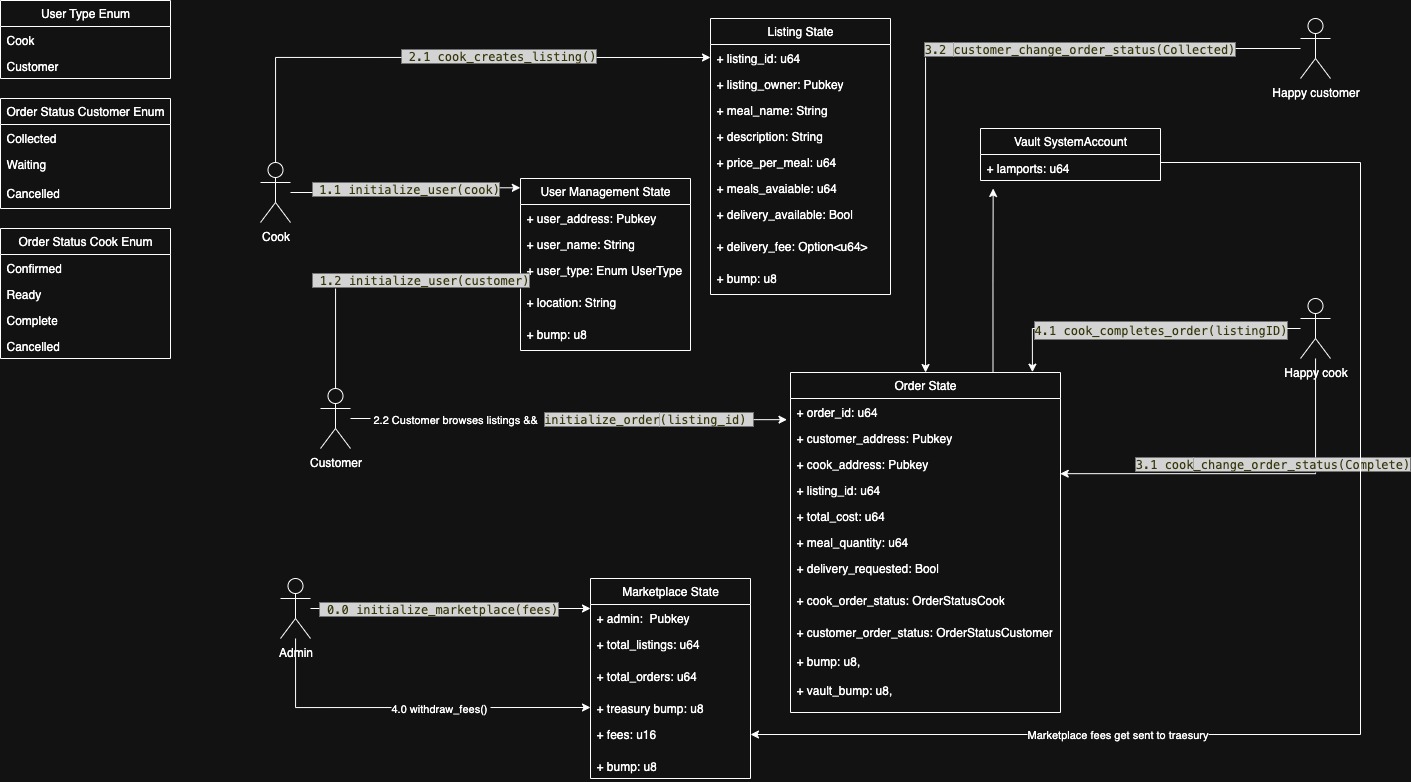 User Type Enum
Cook
Customer
Order Status Customer Enum
Collected
Waiting
Cancelled
Order Status Cook Enum
Confirmed
Ready
Complete
Cancelled
2.1 cook_creates_listing()
Cook
1.1 initialize_user(cook)
1.2 initialize_user(customer)
User Management State
+ user_address: Pubkey
+ user_name: String
+ user_type: Enum UserType
+ location: String
+ bump: u8
Listing State
+ listing_id: u64
+ listing_owner: Pubkey
+ meal_name: String
+ description: String
+ price_per_meal: u64
+ meals_avaiable: u64
+ delivery_available: Bool
+ delivery_fee: Option<u64>
+ bump: u8
3.2 customer_change_order_status(Collected)
Happy customer
Vault SystemAccount
+ lamports: u64
4.1 cook_completes_order(listingID)
Happy cook
3.1 cook_change_order_status(Complete)
Customer
2.2 Customer browses listings && initialize_order(listing_id)
Order State
+ order_id: u64
+ customer_address: Pubkey
+ cook_address: Pubkey
+ listing_id: u64
+ total_cost: u64
+ meal_quantity: u64
+ delivery_requested: Bool
+ cook_order_status: OrderStatusCook
+ customer_order_status: OrderStatusCustomer
+ bump: u8,
+ vault_bump: u8,
Admin
0.0 initialize_marketplace(fees)
4.0 withdraw_fees()
Marketplace State
+ admin: Pubkey
+ total_listings: u64
+ total_orders: u64
+ treasury bump: u8
+ fees: u16
+ bump: u8
Marketplace fees get sent to traesury